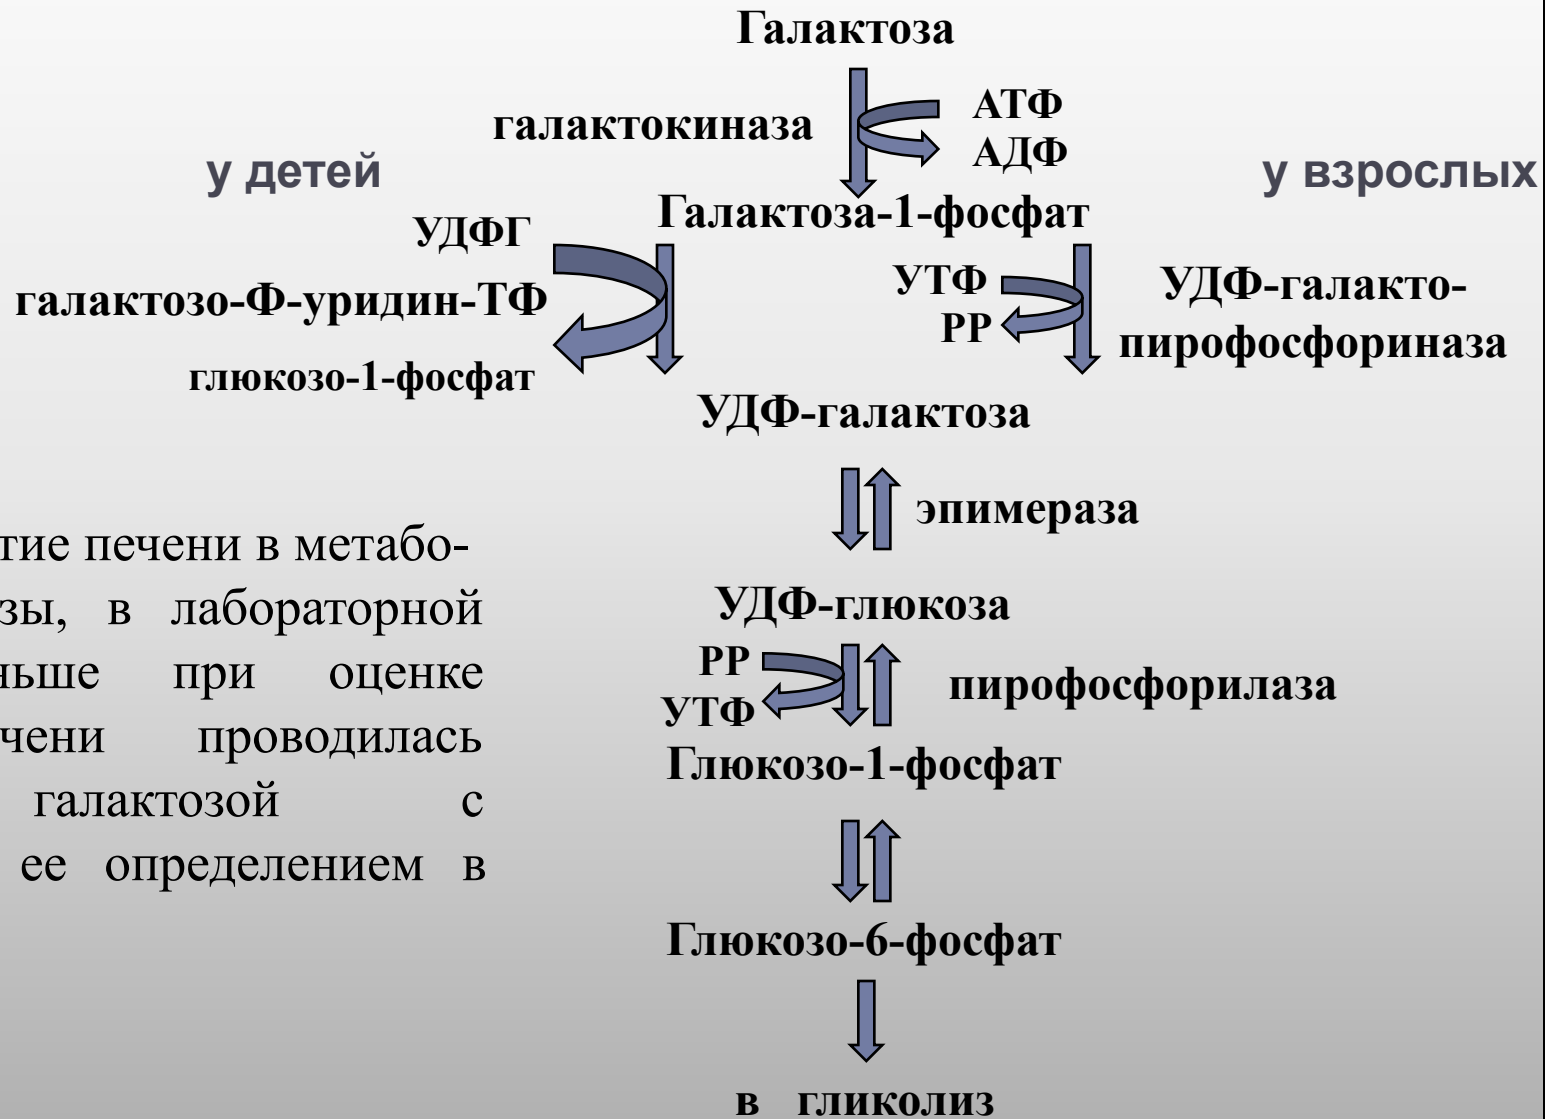 Галактоза
галактокиназа
АТФ
АДФ
у детей
у взрослых
Галактоза-1-фосфат
УДФГ
галактозо-Ф-уридин-ТФ
глюкозо-1-фосфат
УТФ
РР
УДФ-галакто-
пирофосфориназа
УДФ-галактоза
эпимераза
тие печени в метабо-
зы, в лабораторной
ньше при оценке
чени проводилась
галактозой с
ее определением в
УДФ-глюкоза
РР
УТФ
пирофосфорилаза
Глюкозо-1-фосфат
Глюкозо-6-фосфат
в гликолиз